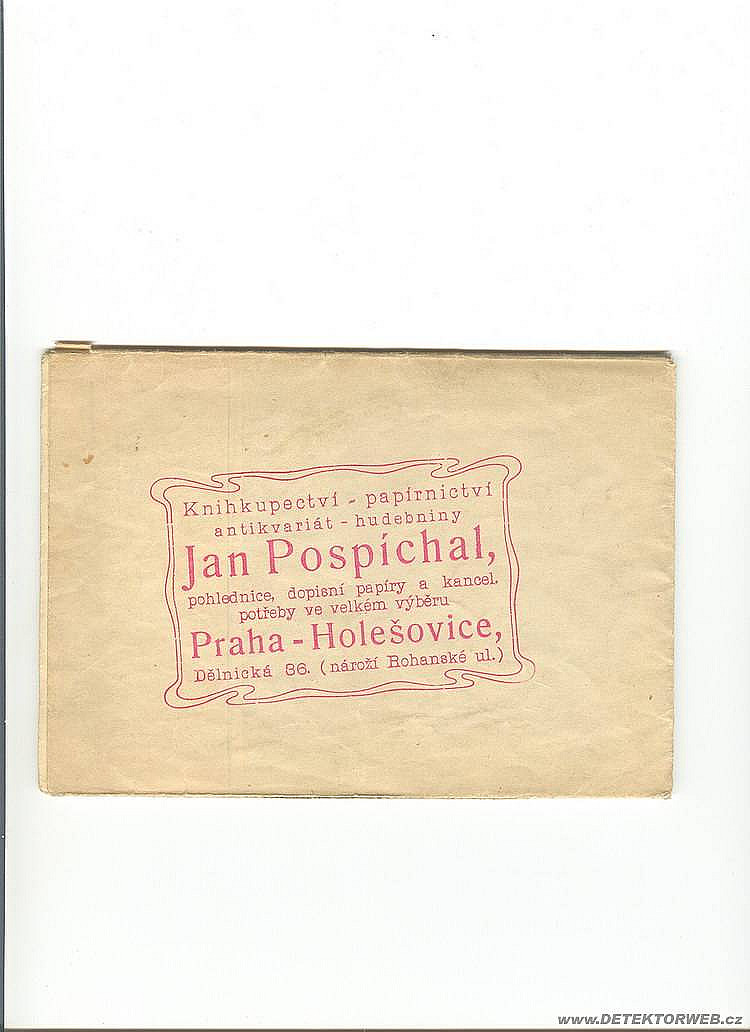 Knihkupectví - papírnictví
antikvariát - hudebniny
Jan Pospíchal,
pohlednice, dopisní papíry a kancel.
potřeby ve velkém výběru
Praha - Holešovice,
Dělnická 86. (nároží Rohanské ul.)
www.DETEKTORWEB.cz